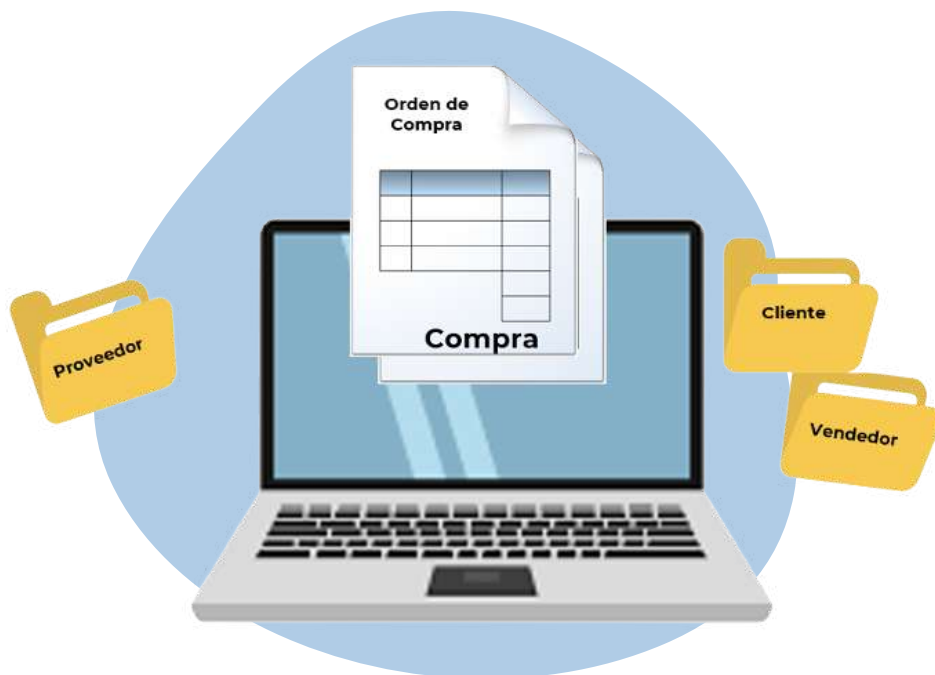 Orden de
Compra
Compra
Proveedor
Cliente
Vendedor